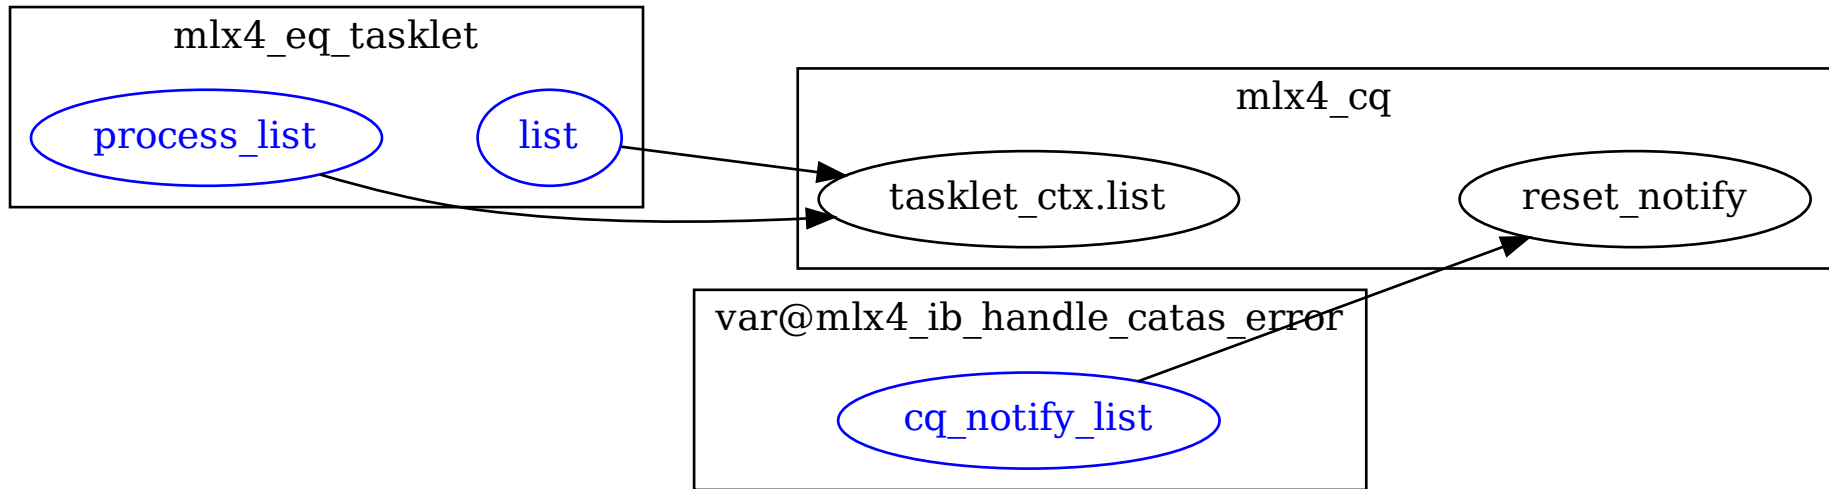 mlx4_eq_tasklet
process_list
list
mlx4_cq
tasklet_ctx.list
reset_notify
var@mlx4_ib_handle_catas_error
cq_notify_list